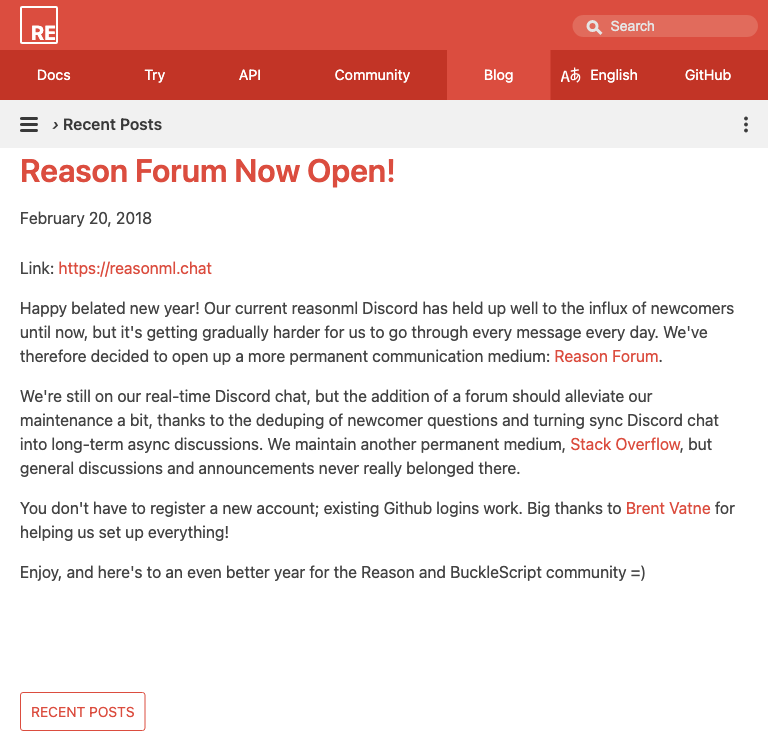 RE
Search
Docs
Try
API
Community
Blog
Aあ English
GitHub
› Recent Posts
Reason Forum Now Open!
February 20, 2018
Link: https://reasonml.chat
Happy belated new year! Our current reasonml Discord has held up well to the influx of newcomers
until now, but it's getting gradually harder for us to go through every message every day. We've
therefore decided to open up a more permanent communication medium: Reason Forum.
We're still on our real-time Discord chat, but the addition of a forum should alleviate our
maintenance a bit, thanks to the deduping of newcomer questions and turning sync Discord chat
into long-term async discussions. We maintain another permanent medium, Stack Overflow, but
general discussions and announcements never really belonged there.
You don't have to register a new account; existing Github logins work. Big thanks to Brent Vatne for
helping us set up everything!
Enjoy, and here's to an even better year for the Reason and BuckleScript community =)
RECENT POSTS